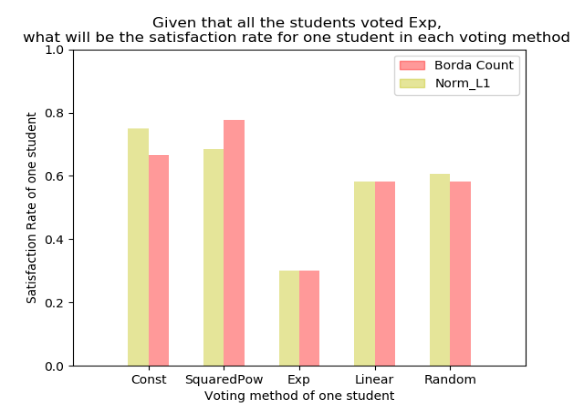 Given that all the students voted Exp,
what will be the satisfaction rate for one student in each voting method
1.0
0.8
0.6
0.4
0.2
0.0
Satisfaction Rate of one student
Borda Count
Norm_L1
Const SquaredPow Exp Linear Random
Voting method of one student